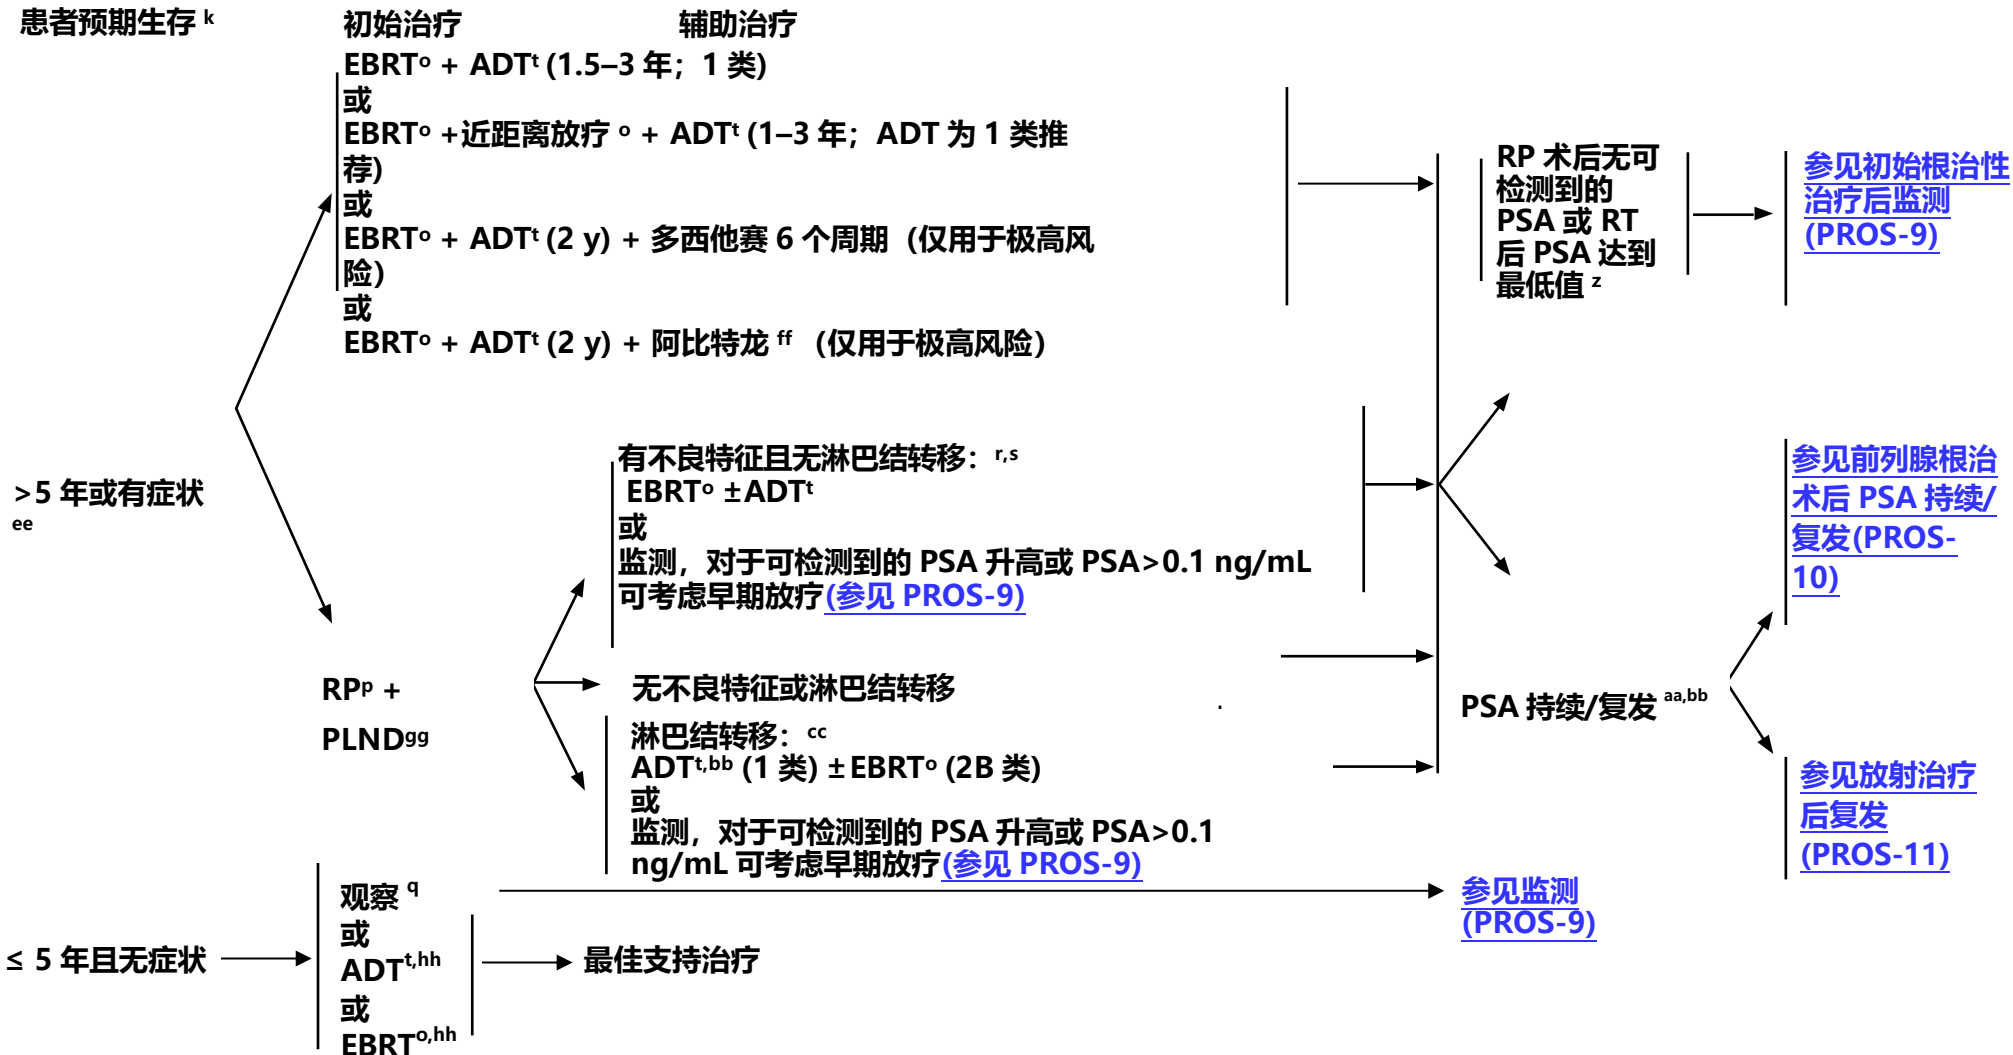 患者预期生存 k
初始治疗
辅助治疗
EBRTo + ADTt (1.5–3 年；1 类)
或
EBRTo +近距离放疗 o + ADTt (1–3 年；ADT 为 1 类推
荐)
或
EBRTo + ADTt (2 y) + 多西他赛 6 个周期（仅用于极高风
险）
或
EBRTo + ADTt (2 y) + 阿比特龙 ff （仅用于极高风险）
RP 术后无可
检测到的
PSA 或 RT
后 PSA 达到
最低值 z
参见初始根治性
治疗后监测
(PROS-9)
>5 年或有症状
ee
有不良特征且无淋巴结转移：r,s
EBRTo ±ADTt
或
监测，对于可检测到的 PSA 升高或 PSA>0.1 ng/mL
可考虑早期放疗(参见 PROS-9)
RPp +
PLNDgg
无不良特征或淋巴结转移
淋巴结转移：cc
ADTt,bb (1 类) ±EBRTo (2B 类)
或
监测，对于可检测到的 PSA 升高或 PSA>0.1
ng/mL 可考虑早期放疗(参见 PROS-9)
PSA 持续/复发 aa,bb
参见前列腺根治
术后 PSA 持续/
复发(PROS-
10)
参见放射治疗
后复发
(PROS-11)
≤ 5 年且无症状
观察 q
或
ADTt,hh
或
EBRTo,hh
最佳支持治疗
参见监测
(PROS-9)